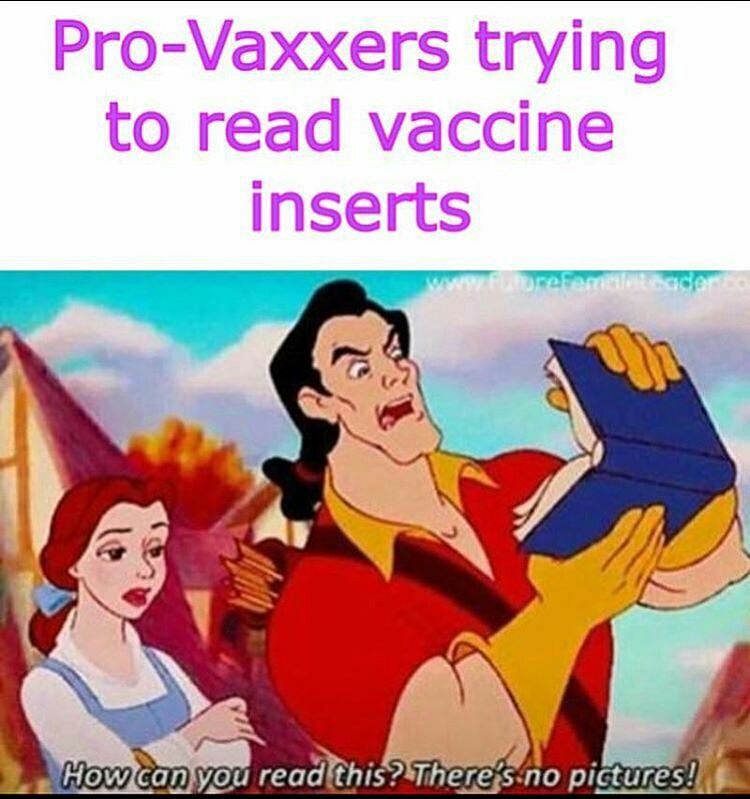 Pro-Vaxxers trying
to read vaccine
inserts
www.FutureFemaleLeader.co
How can you read this? There's no pictures!